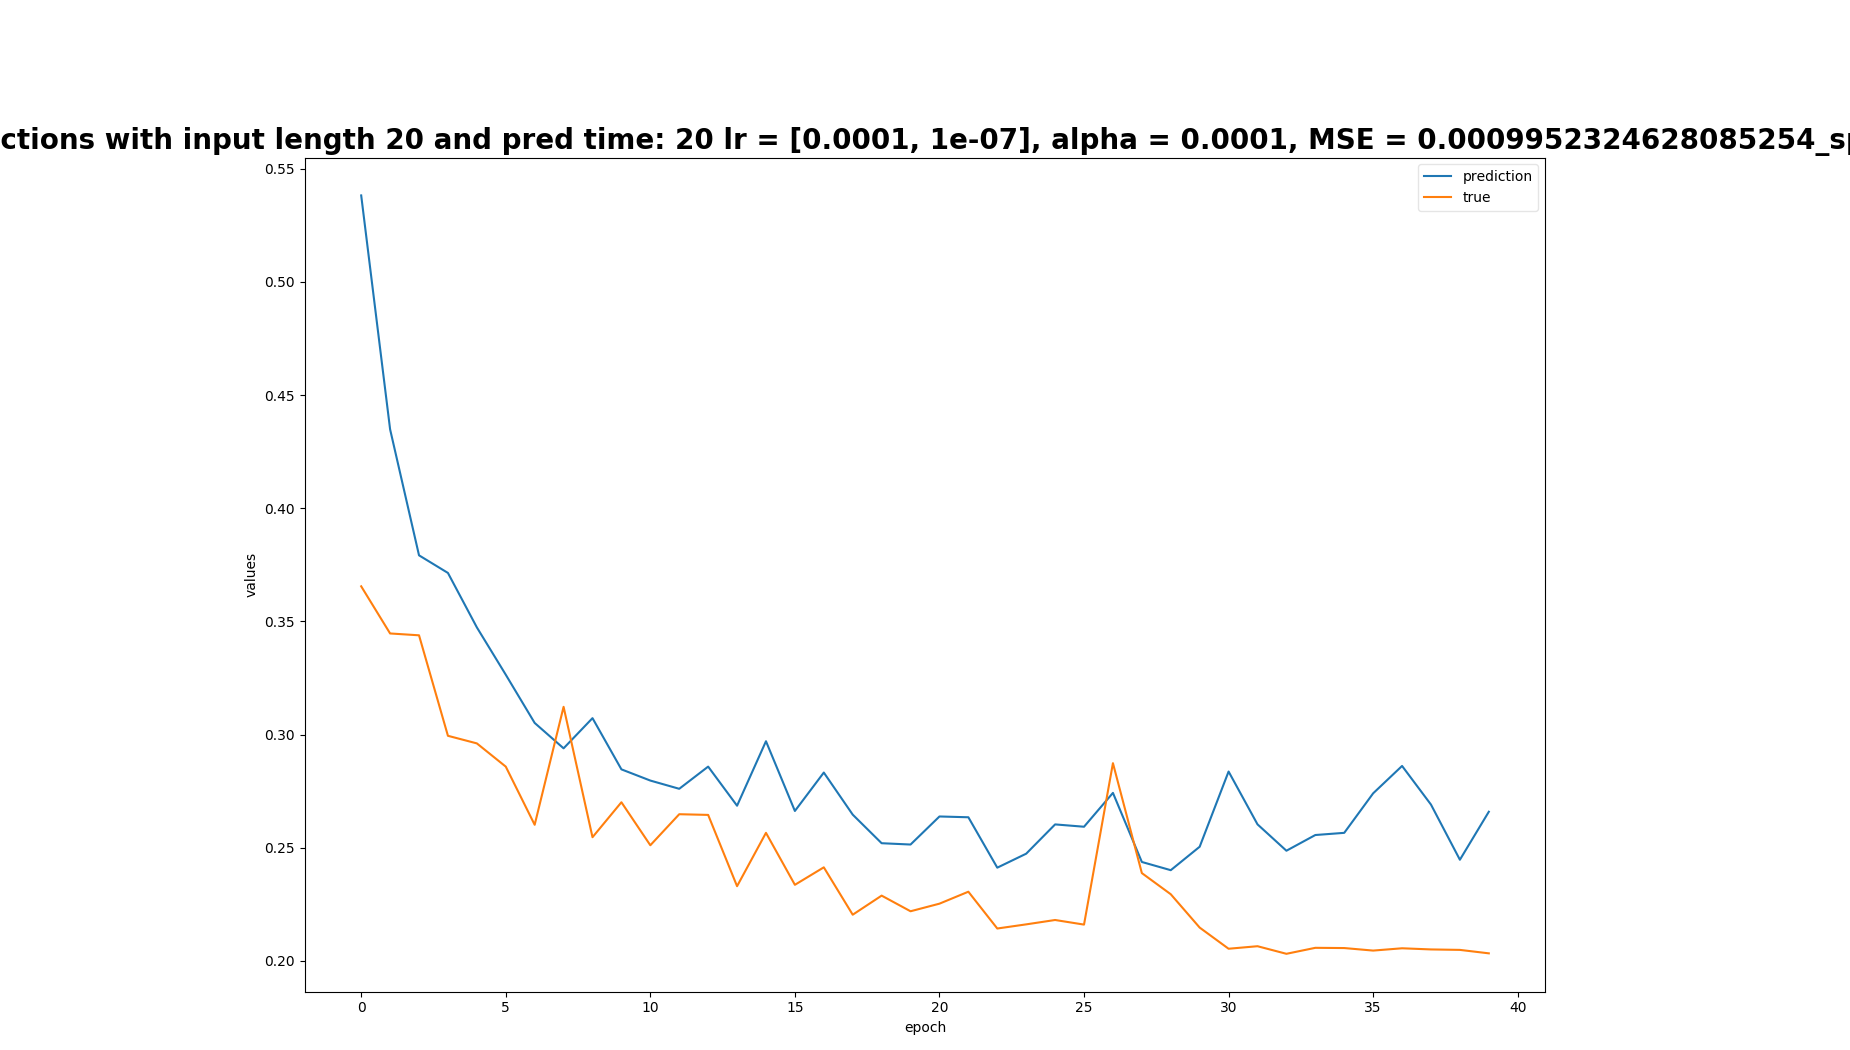 ctions with input length 20 and pred time: 20 lr = [0.0001, 1e-07], alpha = 0.0001, MSE = 0.0009952324628085254_sp
prediction
true
0.55
0.50
0.45
0.40
0.35
0.30
0.25
0.20
values
0 5 10 15 20 25 30 35 40
epoch